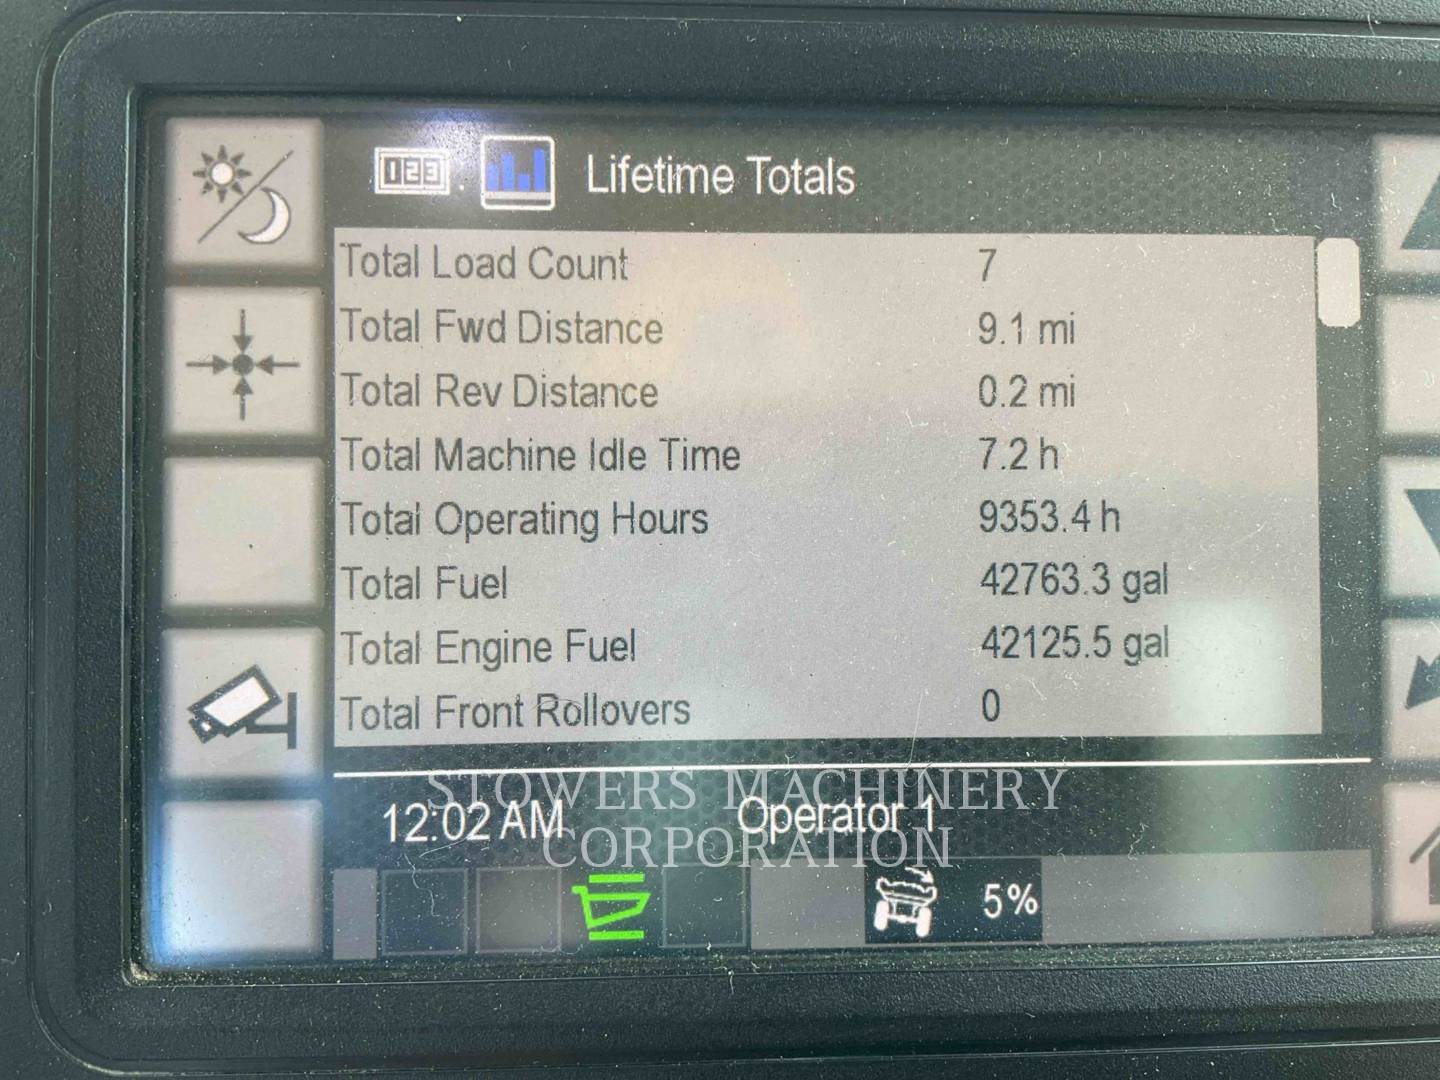 123 : Lifetime Totals
Total Load Count 7
Total Fwd Distance 9.1 mi
Total Rev Distance 0.2 mi
Total Machine Idle Time 7.2 h
Total Operating Hours 9353.4 h
Total Fuel 42763.3 gal
Total Engine Fuel 42125.5 gal
Total Front Rollovers 0
STOWERS MACHINERY
12:02 AM Operator 1
CORPORATION
5%